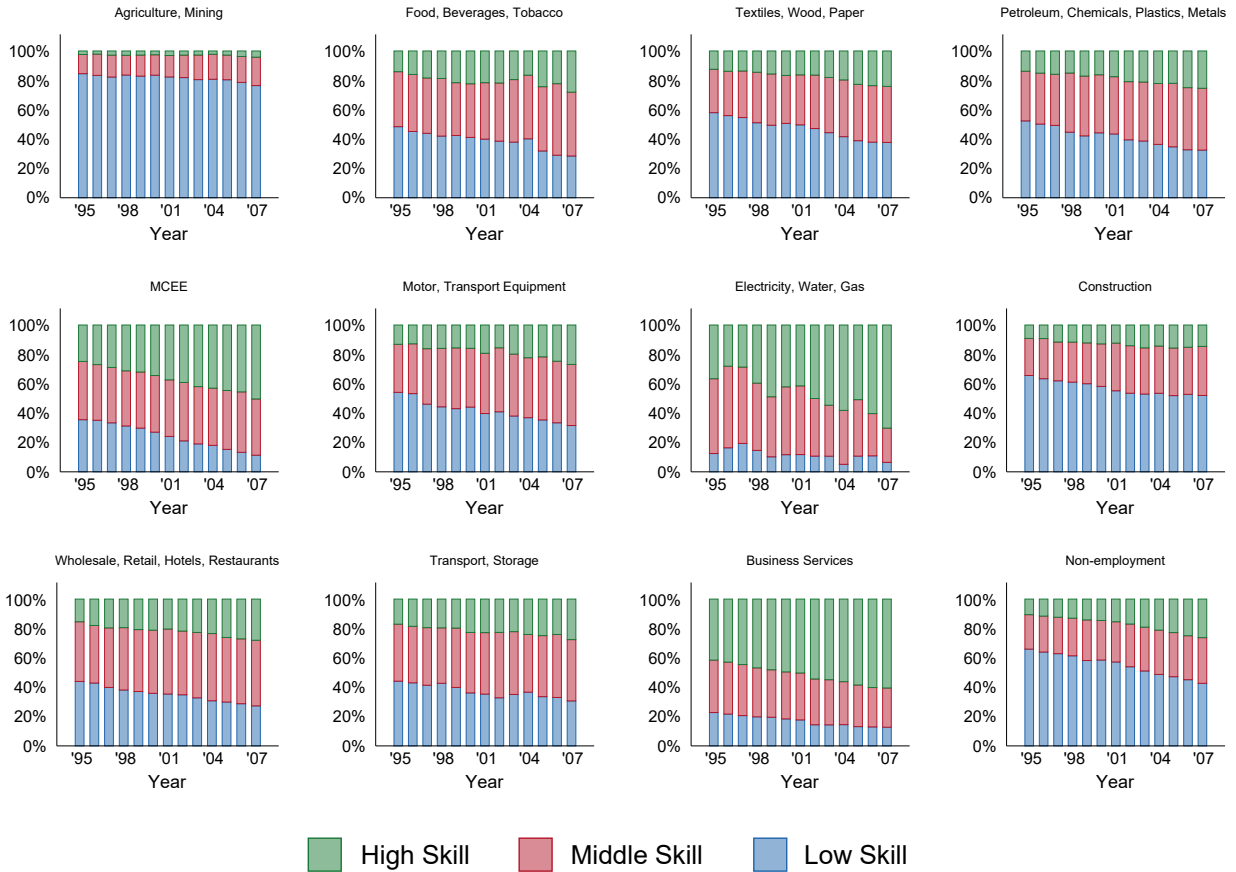 Agriculture, Mining
100%
80%
60%
40%
20%
0%
'95 '98 '01 '04 '07
Year
Food, Beverages, Tobacco
100%
80%
60%
40%
20%
0%
'95 '98 '01 '04 '07
Year
Textiles, Wood, Paper
100%
80%
60%
40%
20%
0%
'95 '98 '01 '04 '07
Year
Petroleum, Chemicals, Plastics, Metals
100%
80%
60%
40%
20%
0%
'95 '98 '01 '04 '07
Year
MCEE
100%
80%
60%
40%
20%
0%
'95 '98 '01 '04 '07
Year
Motor, Transport Equipment
100%
80%
60%
40%
20%
0%
'95 '98 '01 '04 '07
Year
Electricity, Water, Gas
100%
80%
60%
40%
20%
0%
'95 '98 '01 '04 '07
Year
Construction
100%
80%
60%
40%
20%
0%
'95 '98 '01 '04 '07
Year
Wholesale, Retail, Hotels, Restaurants
100%
80%
60%
40%
20%
0%
'95 '98 '01 '04 '07
Year
Transport, Storage
100%
80%
60%
40%
20%
0%
'95 '98 '01 '04 '07
Year
Business Services
100%
80%
60%
40%
20%
0%
'95 '98 '01 '04 '07
Year
Non-employment
100%
80%
60%
40%
20%
0%
'95 '98 '01 '04 '07
Year
High Skill Middle Skill Low Skill